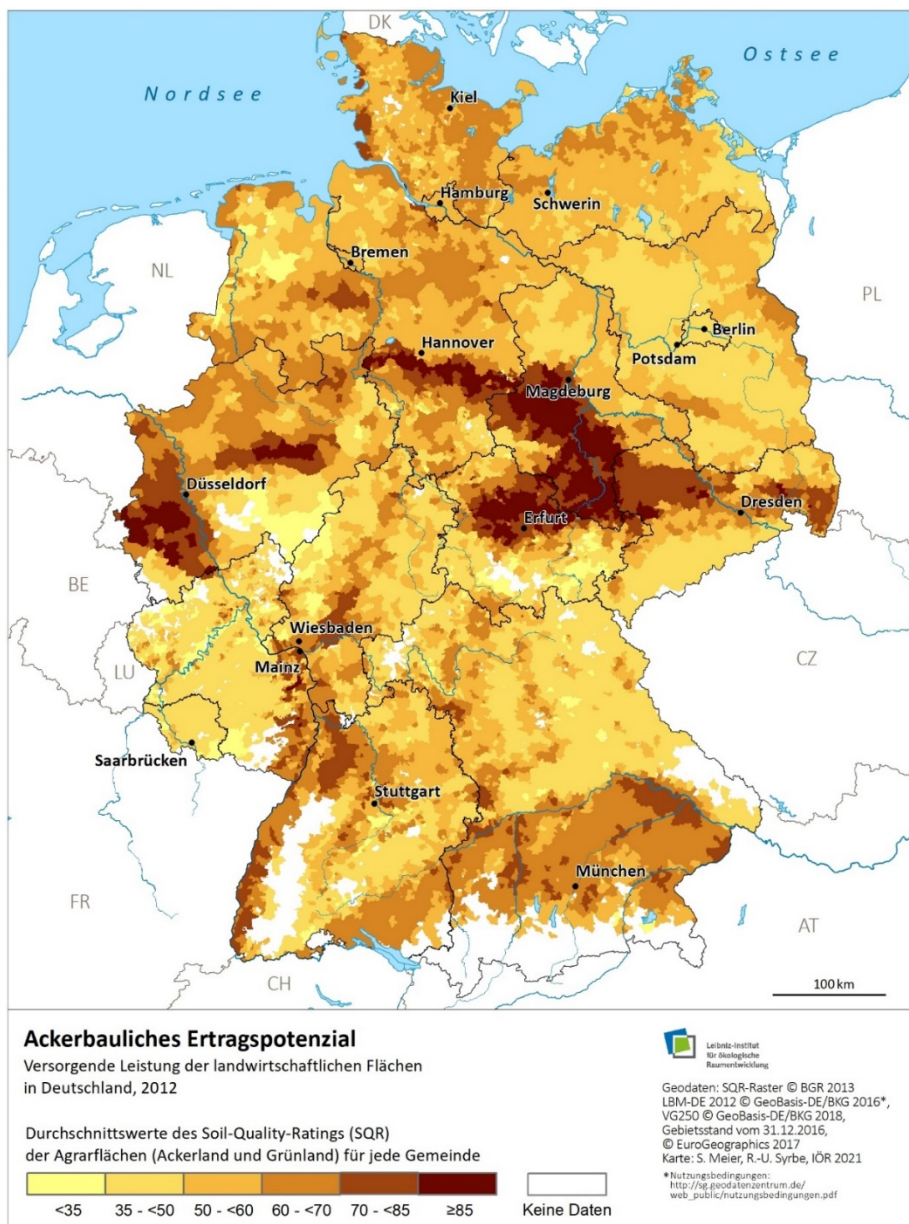 DK
Ostsee
Nordsee
Kiel
Hamburg
Schwerin
Bremen
NL
PL
Berlin
Hannover
Potsdam
Magdeburg
Düsseldorf
Dresden
Erfurt
BE
Wiesbaden
Mainz
LU
CZ
Saarbrücken
Stuttgart
München
FR
AT
CH
100 km
Ackerbauliches Ertragspotenzial
Versorgende Leistung der landwirtschaftlichen Flächen
in Deutschland, 2012
Durchschnittswerte des Soil-Quality-Ratings (SQR)
der Agrarflächen (Ackerland und Grünland) für jede Gemeinde
<35 35 - <50 50 - <60 60 - <70 70 - <85 ≥85 Keine Daten
Leibniz-Institut
für ökologische
Raumentwicklung
Geodaten: SQR-Raster © BGR 2013
LBM-DE 2012 © GeoBasis-DE/BKG 2016*,
VG250 © GeoBasis-DE/BKG 2018,
Gebietsstand vom 31.12.2016,
© EuroGeographics 2017
Karte: S. Meier, R.-U. Syrbe, IÖR 2021
*Nutzungsbedingungen:
http://sg.geodatenzentrum.de/
web_public/nutzungsbedingungen.pdf